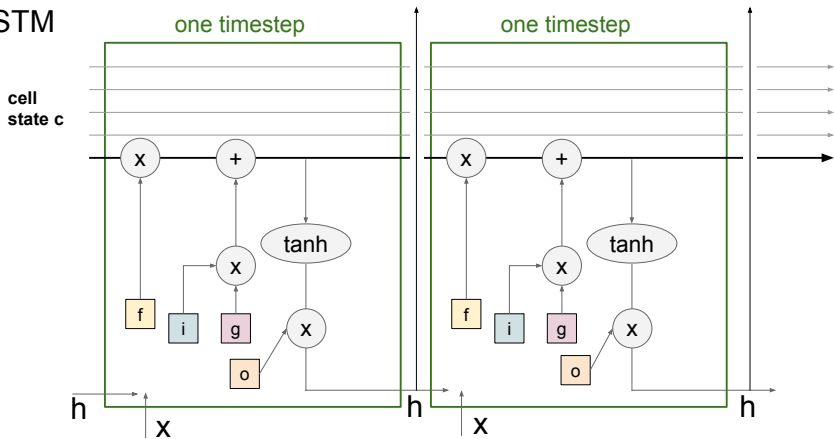 STM
one timestep
one timestep
cell
state c
x
+
x
+
tanh
tanh
x
x
f
i
g
x
f
i
g
x
o
o
h
x
h
x
h